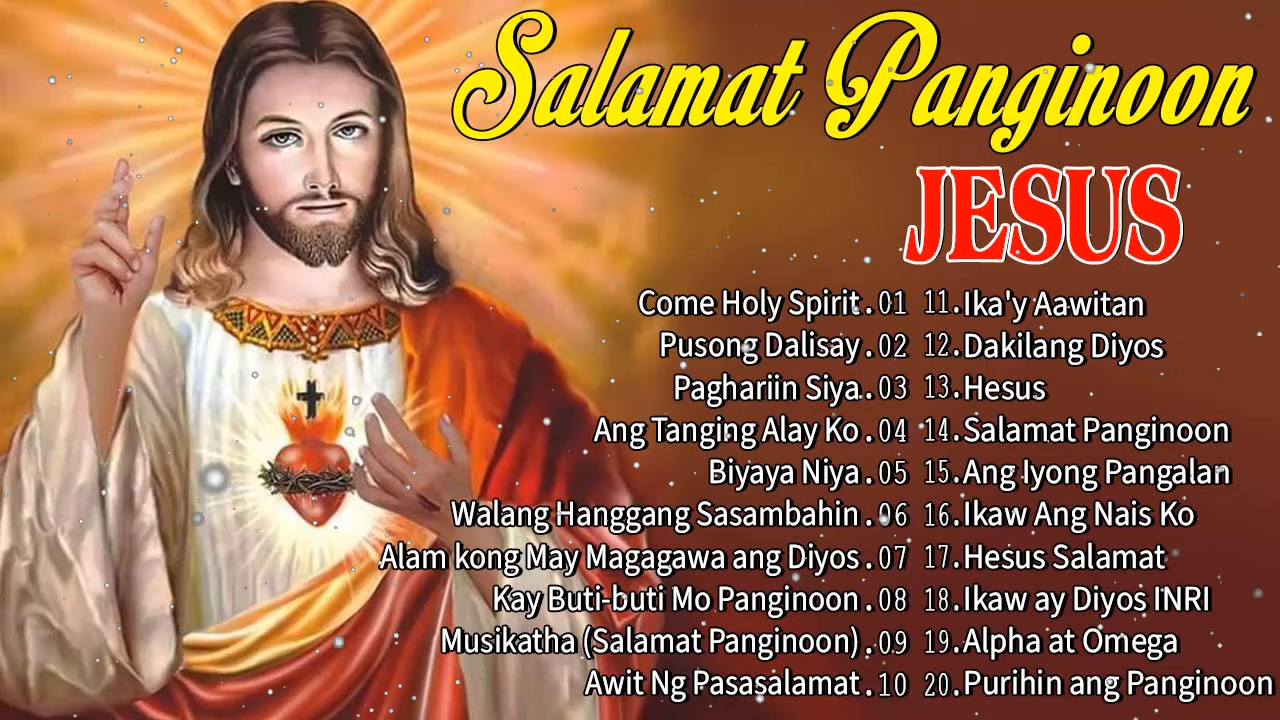 Salamat Panginoon
JESUS
Come Holy Spirit.01
Pusong Dalisay.02
Paghariin Siya.03
Ang Tanging Alay Ko.04
Biyaya Niya.05
Walang Hanggang Sasambahin.06
Alam kong May Magagawa ang Diyos.07
Kay Buti-buti Mo Panginoon.08
Musikatha (Salamat Panginoon).09
Awit Ng Pasasalamat.10
11.Ika'y Aawitan
12.Dakilang Diyos
13.Hesus
14.Salamat Panginoon
15.Ang Iyong Pangalan
16.Ikaw Ang Nais Ko
17.Hesus Salamat
18.Ikaw ay Diyos INRI
19.Alpha at Omega
20.Purihin ang Panginoon